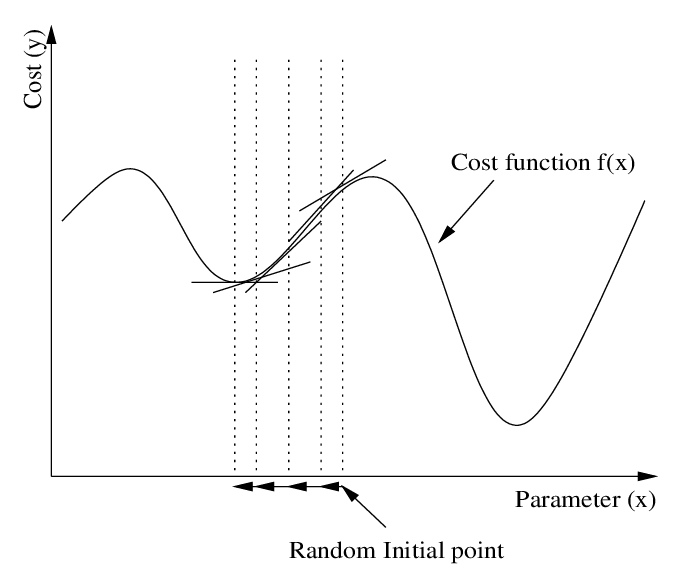 Cost (y)
Cost function f(x)
Parameter (x)
Random Initial point